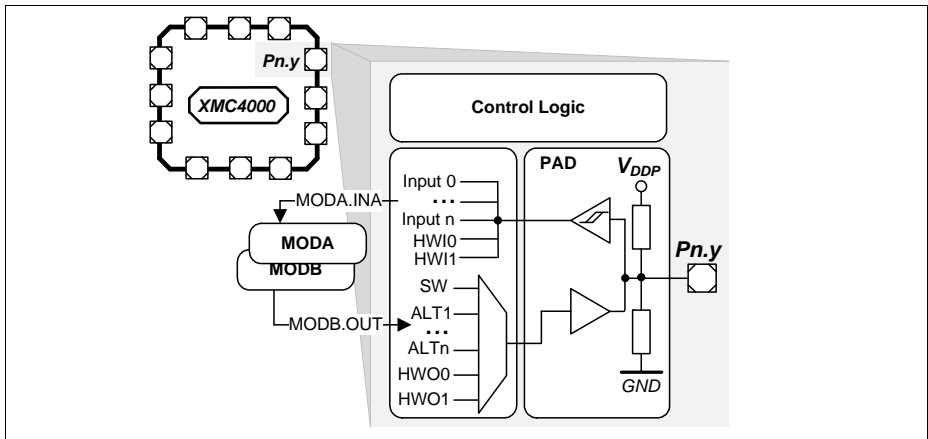 Pn.y
XMC4000
Control Logic
PAD
VDDP
Input 0
...
Input n
HWI0
HWI1
MODA.INA
MODA
MODB
MODB.OUT
SW
ALT1
...
ALTn
HWO0
HWO1
Pn.y
GND